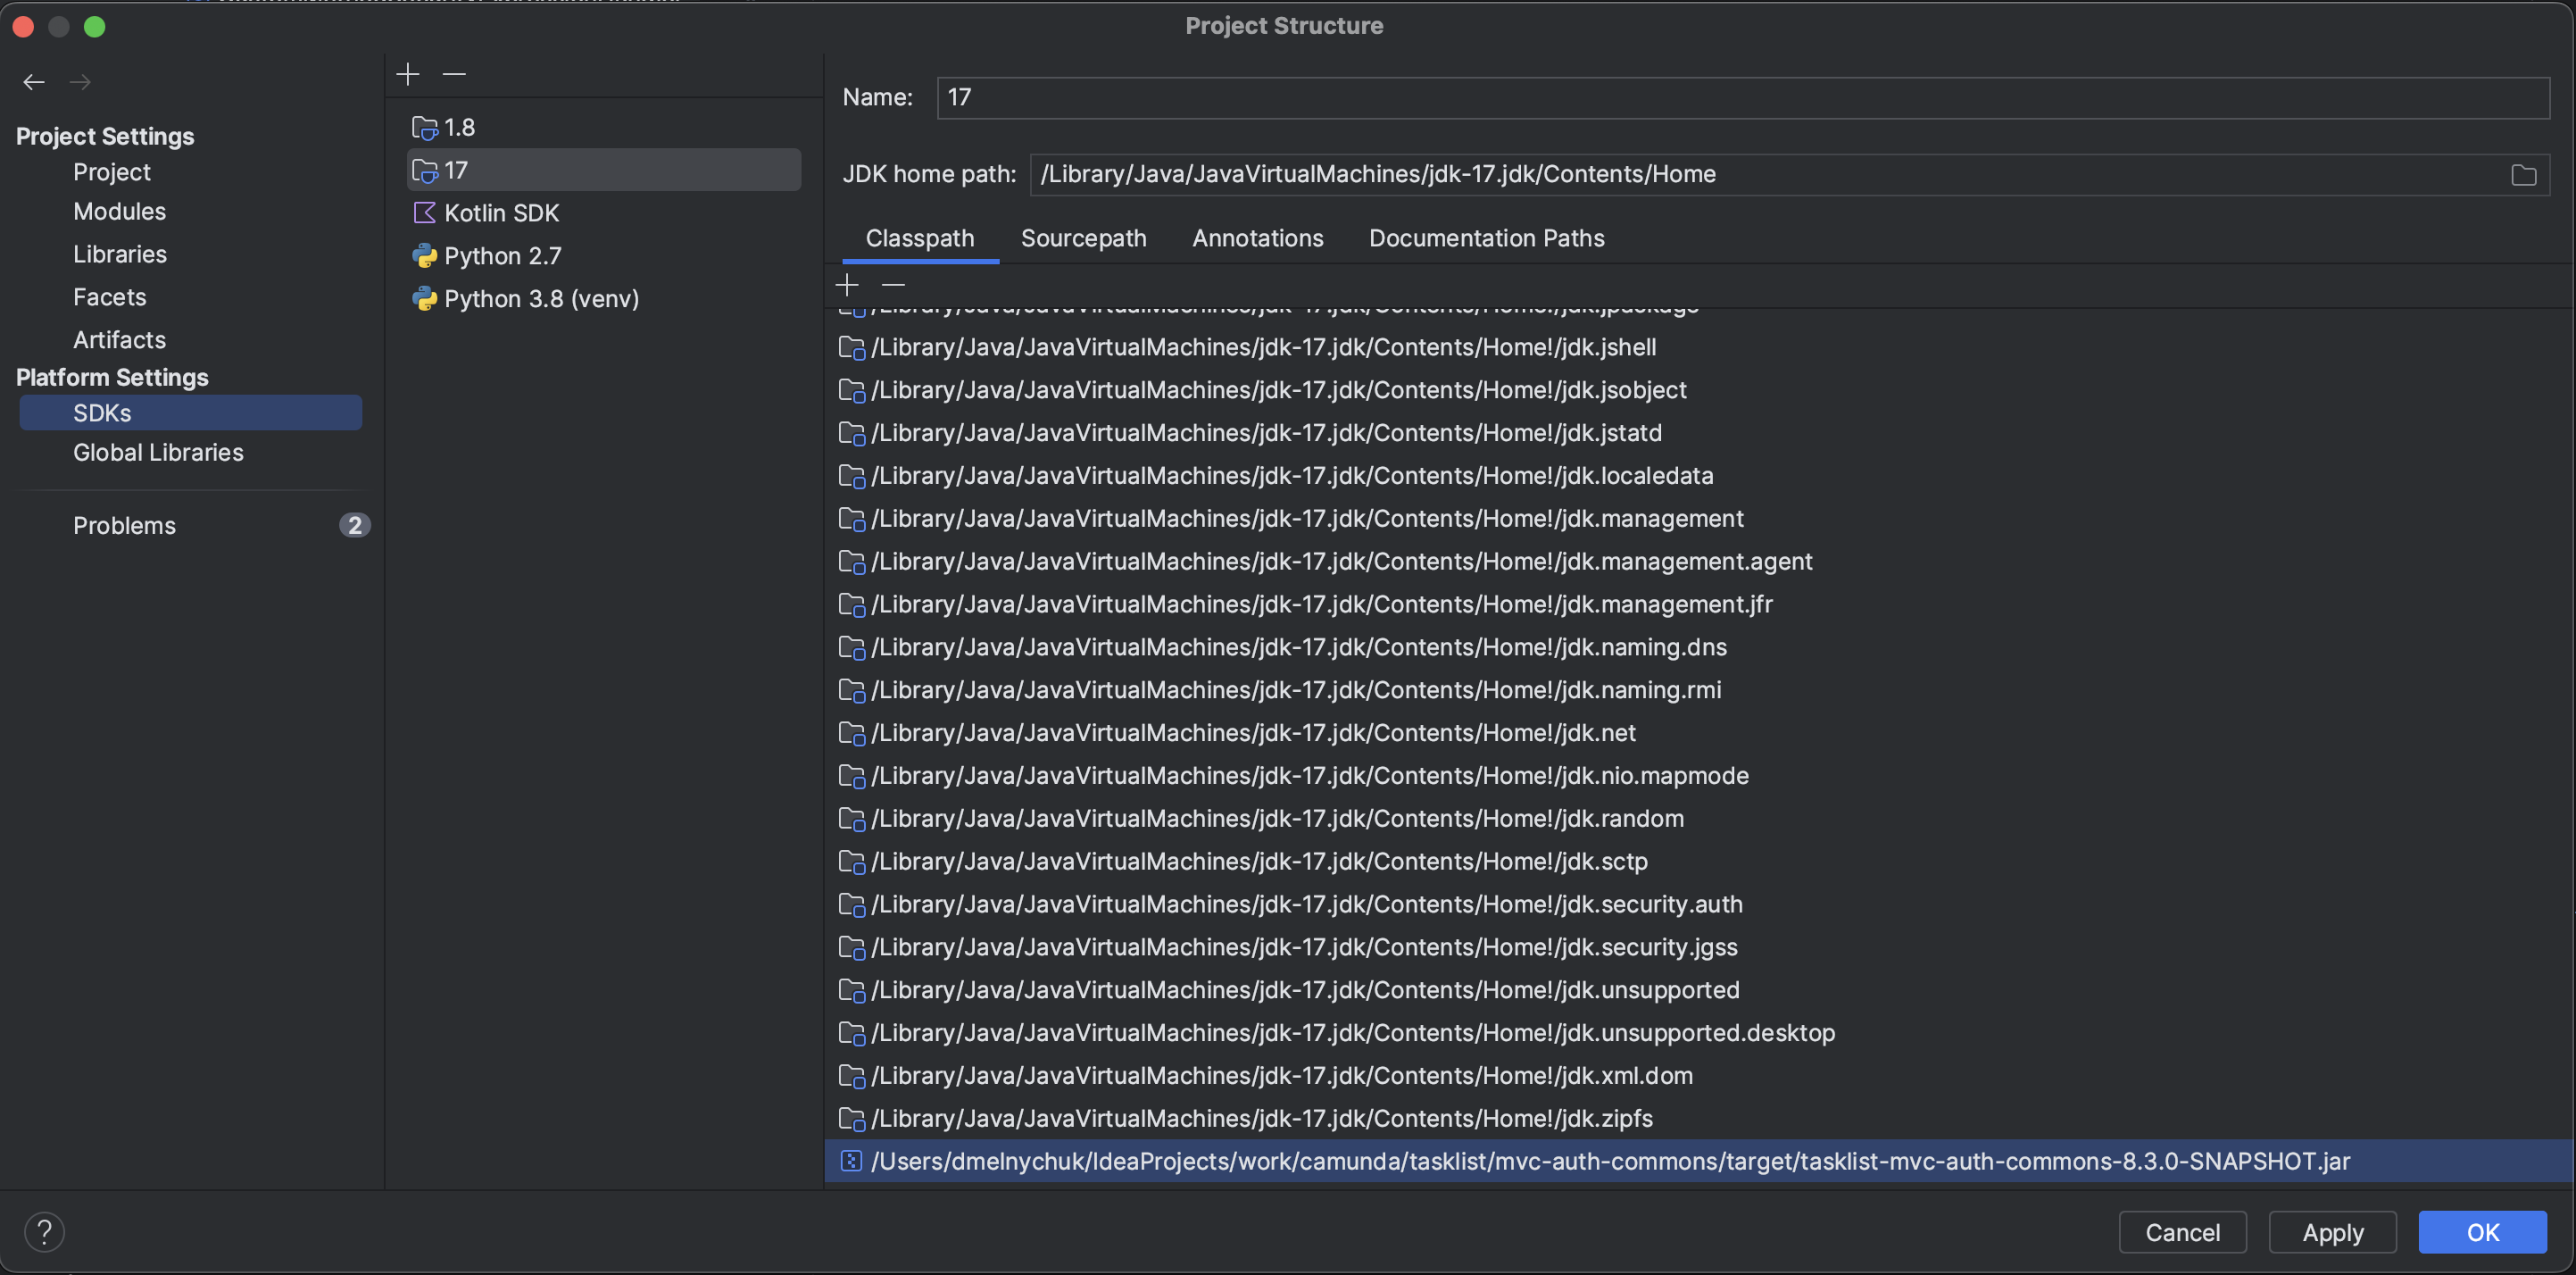 Project Structure
Project Settings
Project
Modules
Libraries
Facets
Artifacts
Platform Settings
SDKs
Global Libraries
Problems 2
1.8
17
Kotlin SDK
Python 2.7
Python 3.8 (venv)
Name: 17
JDK home path: /Library/Java/JavaVirtualMachines/jdk-17.jdk/Contents/Home
Classpath Sourcepath Annotations Documentation Paths
/Library/Java/JavaVirtualMachines/jdk-17.jdk/Contents/Home!/jdk.jpackage
/Library/Java/JavaVirtualMachines/jdk-17.jdk/Contents/Home!/jdk.jshell
/Library/Java/JavaVirtualMachines/jdk-17.jdk/Contents/Home!/jdk.jsobject
/Library/Java/JavaVirtualMachines/jdk-17.jdk/Contents/Home!/jdk.jstatd
/Library/Java/JavaVirtualMachines/jdk-17.jdk/Contents/Home!/jdk.localedata
/Library/Java/JavaVirtualMachines/jdk-17.jdk/Contents/Home!/jdk.management
/Library/Java/JavaVirtualMachines/jdk-17.jdk/Contents/Home!/jdk.management.agent
/Library/Java/JavaVirtualMachines/jdk-17.jdk/Contents/Home!/jdk.management.jfr
/Library/Java/JavaVirtualMachines/jdk-17.jdk/Contents/Home!/jdk.naming.dns
/Library/Java/JavaVirtualMachines/jdk-17.jdk/Contents/Home!/jdk.naming.rmi
/Library/Java/JavaVirtualMachines/jdk-17.jdk/Contents/Home!/jdk.net
/Library/Java/JavaVirtualMachines/jdk-17.jdk/Contents/Home!/jdk.nio.mapmode
/Library/Java/JavaVirtualMachines/jdk-17.jdk/Contents/Home!/jdk.random
/Library/Java/JavaVirtualMachines/jdk-17.jdk/Contents/Home!/jdk.sctp
/Library/Java/JavaVirtualMachines/jdk-17.jdk/Contents/Home!/jdk.security.auth
/Library/Java/JavaVirtualMachines/jdk-17.jdk/Contents/Home!/jdk.security.jgss
/Library/Java/JavaVirtualMachines/jdk-17.jdk/Contents/Home!/jdk.unsupported
/Library/Java/JavaVirtualMachines/jdk-17.jdk/Contents/Home!/jdk.unsupported.desktop
/Library/Java/JavaVirtualMachines/jdk-17.jdk/Contents/Home!/jdk.xml.dom
/Library/Java/JavaVirtualMachines/jdk-17.jdk/Contents/Home!/jdk.zipfs
/Users/dmelnychuk/IdeaProjects/work/camunda/tasklist/mvc-auth-commons/target/tasklist-mvc-auth-commons-8.3.0-SNAPSHOT.jar
?
Cancel Apply OK